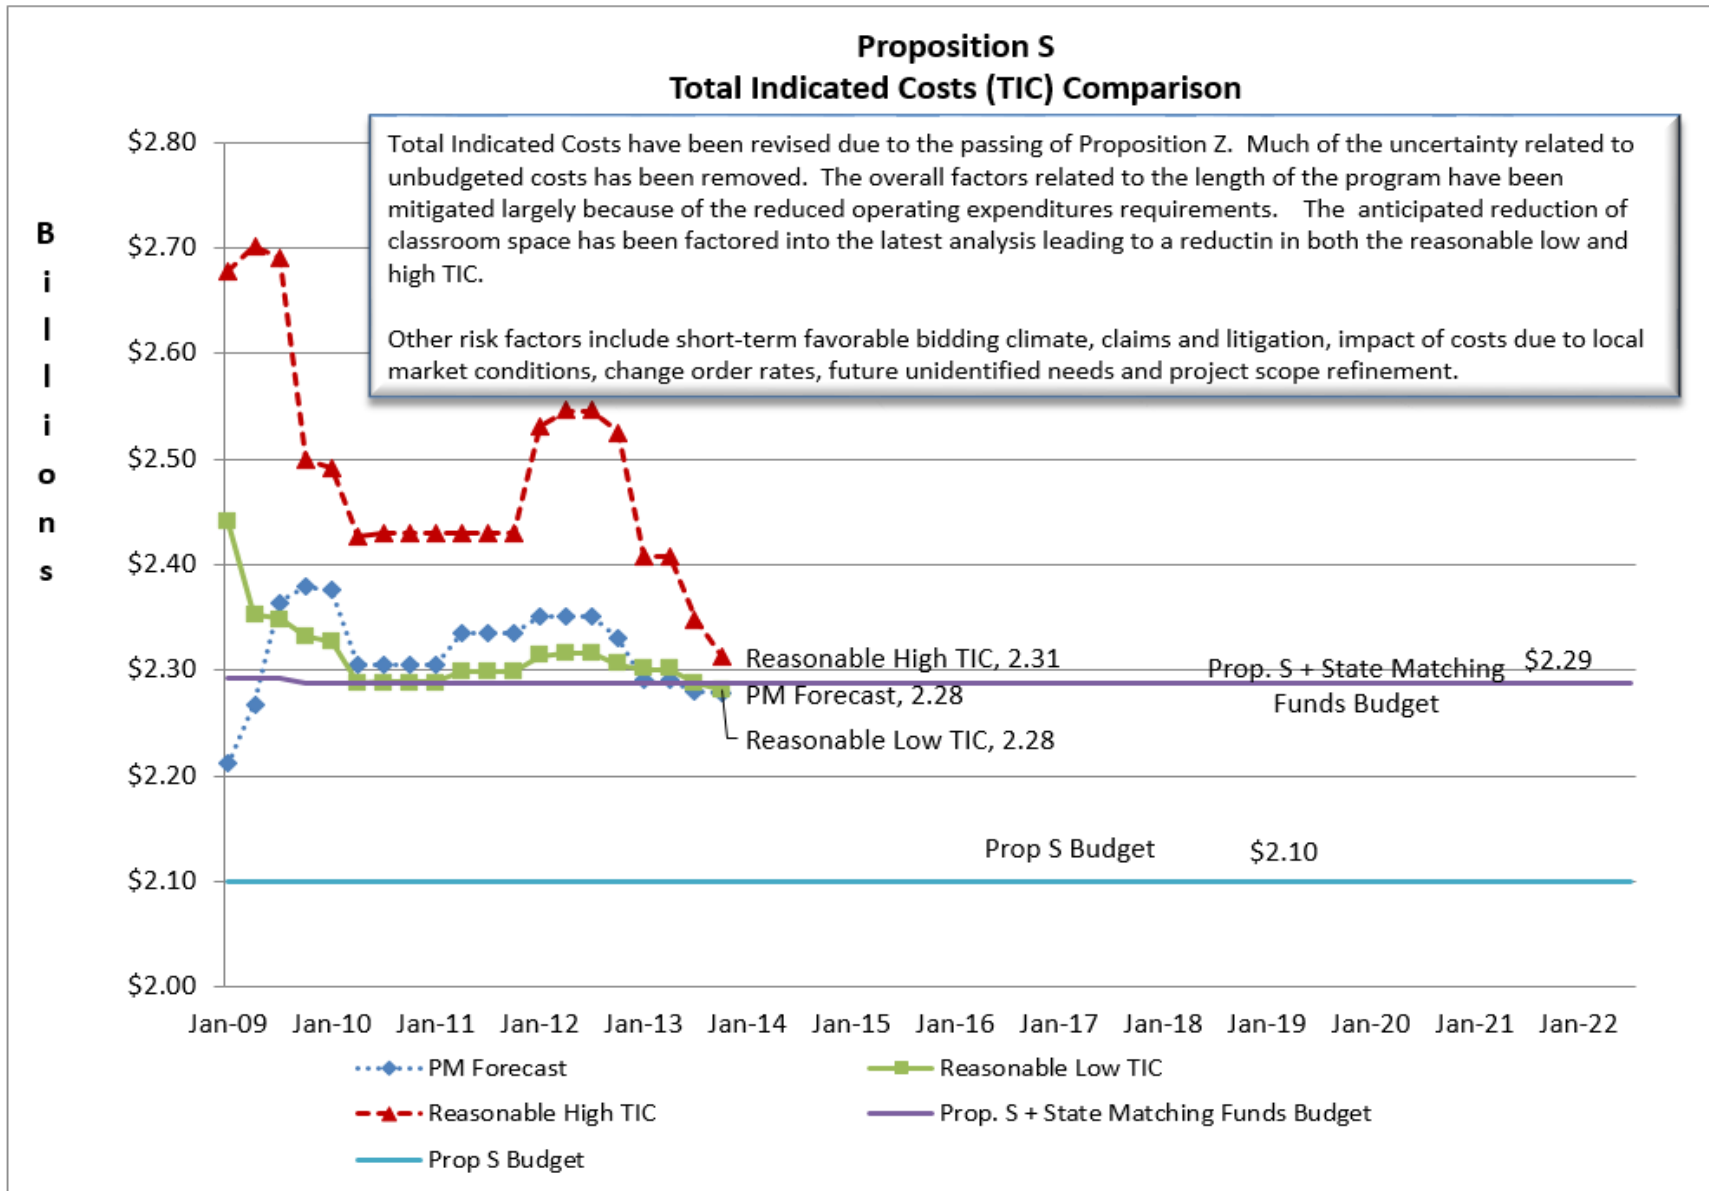 Proposition S
Total Indicated Costs (TIC) Comparison
Total Indicated Costs have been revised due to the passing of Proposition Z. Much of the uncertainty related to
unbudgeted costs has been removed. The overall factors related to the length of the program have been
mitigated largely because of the reduced operating expenditures requirements. The anticipated reduction of
classroom space has been factored into the latest analysis leading to a reductin in both the reasonable low and
high TIC.
Other risk factors include short-term favorable bidding climate, claims and litigation, impact of costs due to local
market conditions, change order rates, future unidentified needs and project scope refinement.
Billions
$2.80
$2.70
$2.60
$2.50
$2.40
$2.30
$2.20
$2.10
$2.00
Reasonable High TIC, 2.31
PM Forecast, 2.28
Reasonable Low TIC, 2.28
Prop. S + State Matching
Funds Budget
$2.29
Prop S Budget $2.10
Jan-09 Jan-10 Jan-11 Jan-12 Jan-13 Jan-14 Jan-15 Jan-16 Jan-17 Jan-18 Jan-19 Jan-20 Jan-21 Jan-22
PM Forecast
Reasonable Low TIC
Reasonable High TIC
Prop. S + State Matching Funds Budget
Prop S Budget